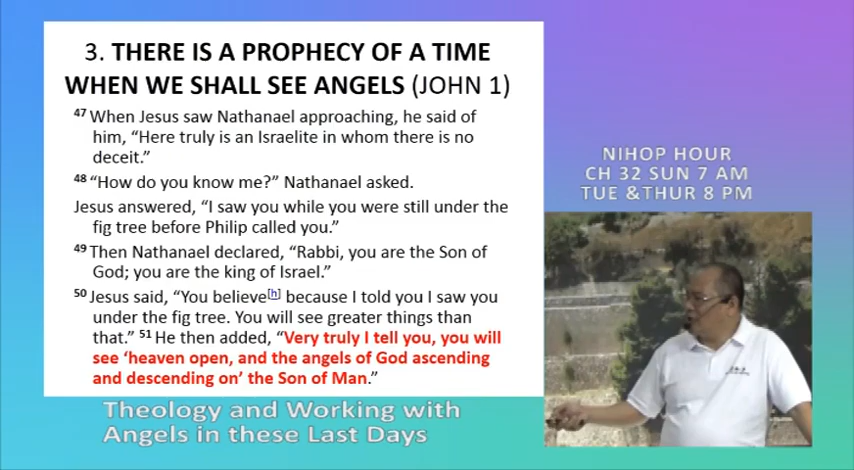 3. THERE IS A PROPHECY OF A TIME
WHEN WE SHALL SEE ANGELS (JOHN 1)
47 When Jesus saw Nathanael approaching, he said of
him, “Here truly is an Israelite in whom there is no
deceit.”
48 “How do you know me?” Nathanael asked.
Jesus answered, “I saw you while you were still under the
fig tree before Philip called you.”
49 Then Nathanael declared, “Rabbi, you are the Son of
God; you are the king of Israel.”
50 Jesus said, “You believe[h] because I told you I saw you
under the fig tree. You will see greater things than
that.” 51 He then added, “Very truly I tell you, you will
see ‘heaven open, and the angels of God ascending
and descending on’ the Son of Man.”
NIHOP HOUR
CH 32 SUN 7 AM
TUE &THUR 8 PM
Theology and Working with
Angels in these Last Days